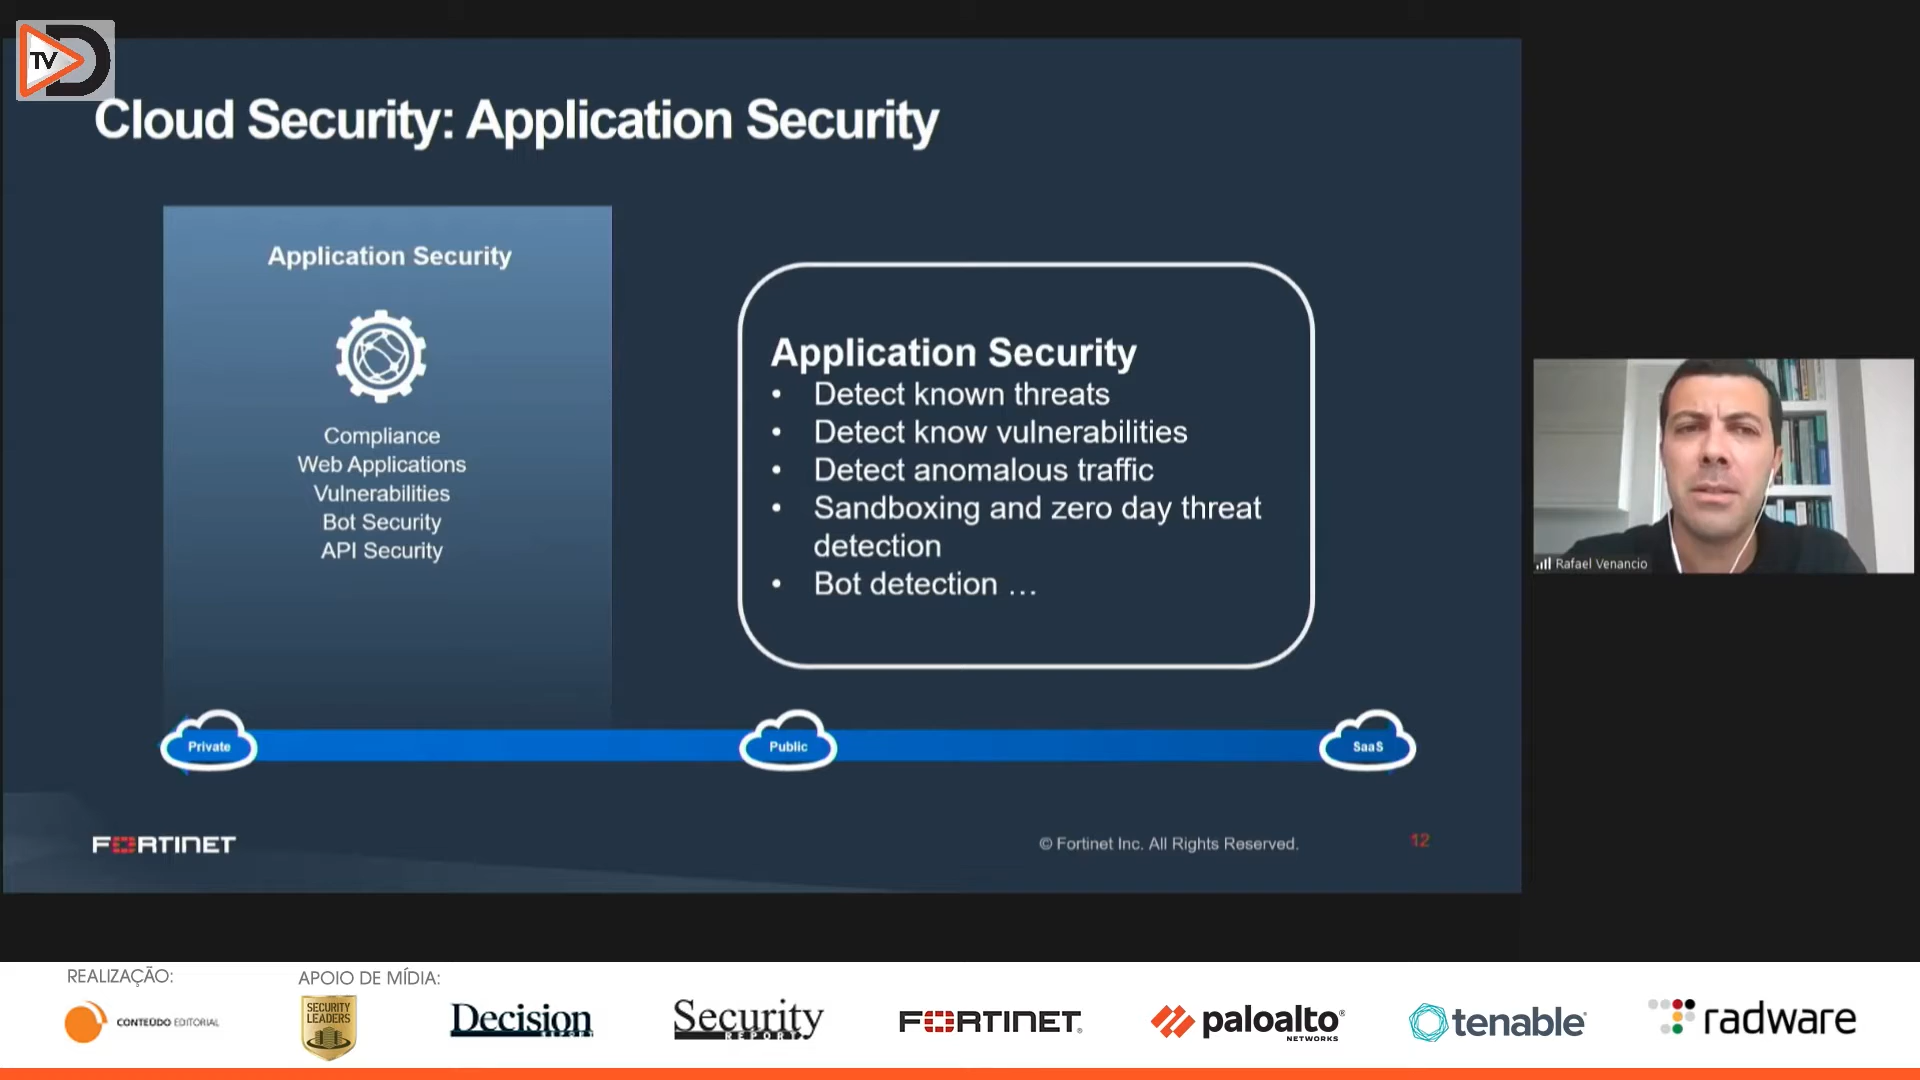 TV
Cloud Security: Application Security
Application Security
Compliance
Web Applications
Vulnerabilities
Bot Security
API Security
Application Security
• Detect known threats
• Detect know vulnerabilities
• Detect anomalous traffic
• Sandboxing and zero day threat
detection
• Bot detection ...
Private
Public
SaaS
FORTINET
© Fortinet Inc. All Rights Reserved.
12
Rafael Venancio
REALIZAÇÃO:
CONTEÚDO EDITORIAL
APOIO DE MÍDIA:
SECURITY
LEADERS
Decision
REPORT
Security
REPORT
FORTINET®
paloalto®
NETWORKS
tenable®
radware